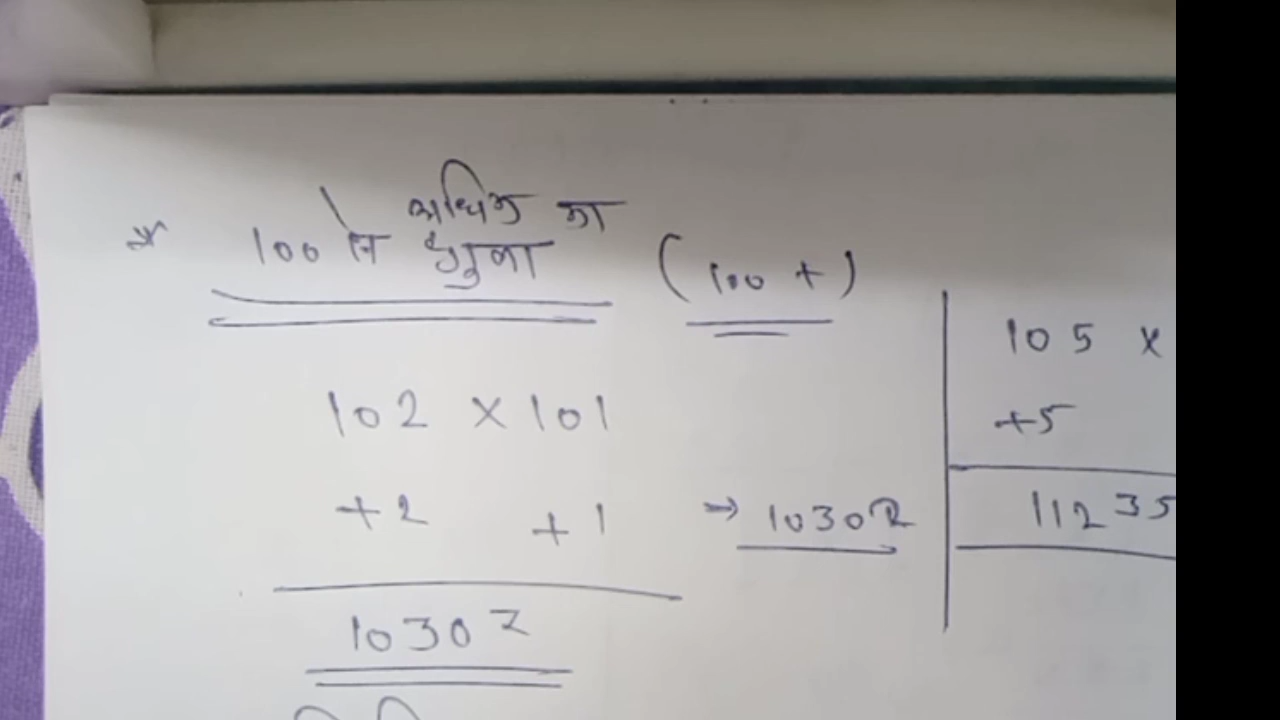 अधिक का
* 100 से गुणा (100 +)
102 × 101
+2 +1 → 10302
10302
105 ×
+5
11235